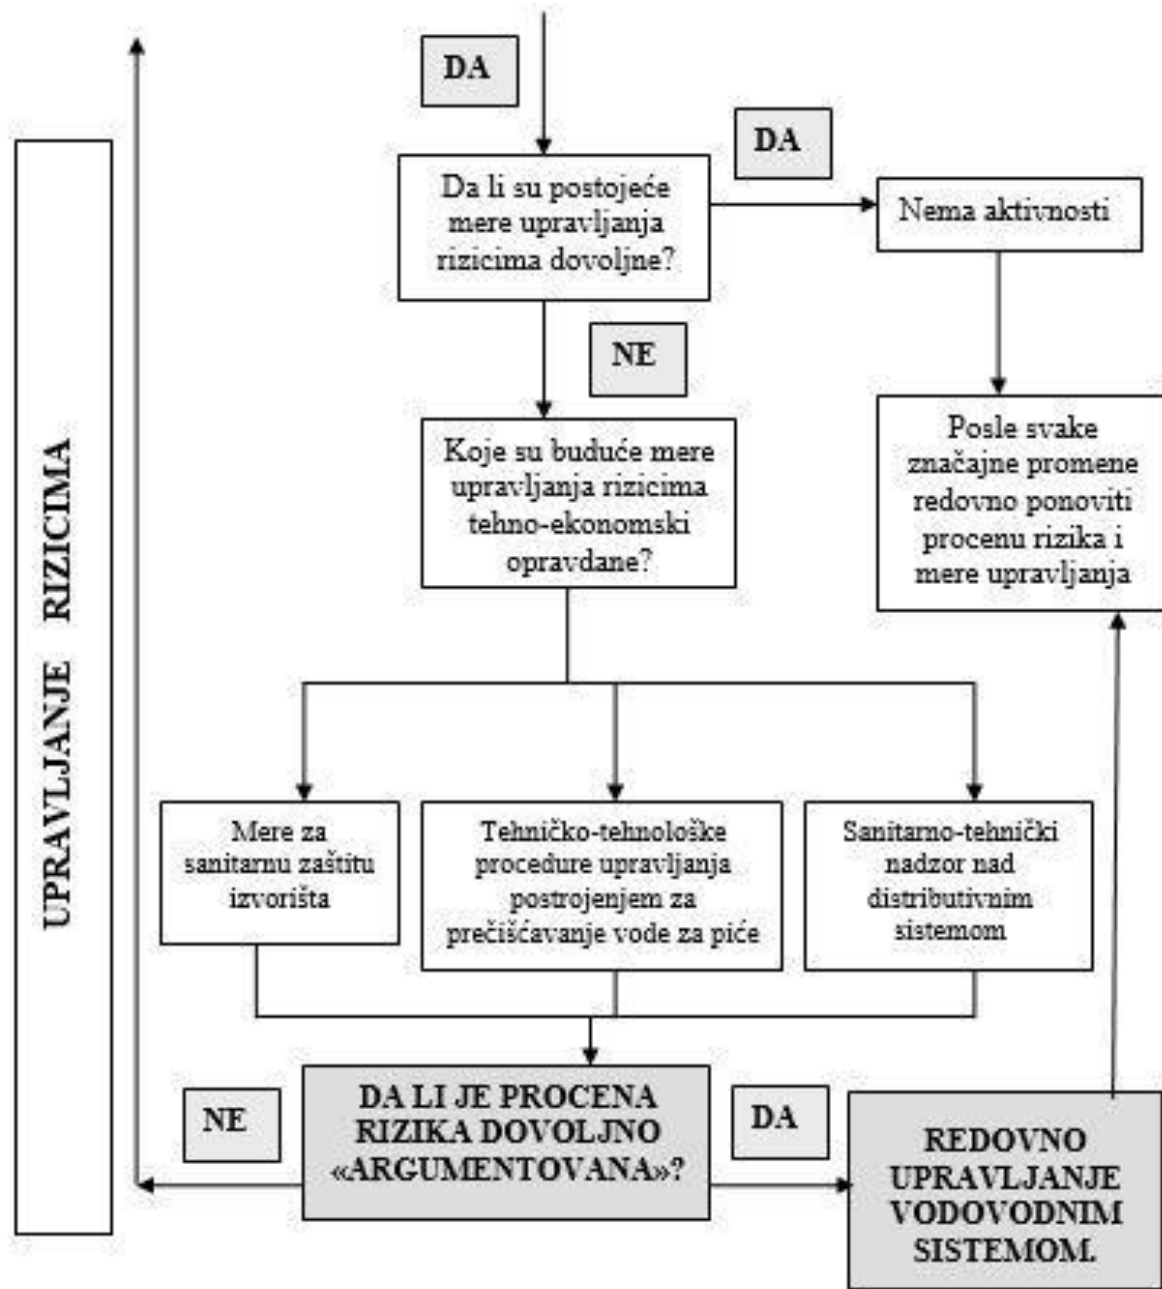 DA
DA
Da li su postojeće
mere upravljanja
rizicima dovoljne?
Nema aktivnosti
NE
Koje su buduće mere
upravljanja rizicima
tehno-ekonomski
opravdane?
Posle svake
značajne promene
redovno ponoviti
procenu rizika i
mere upravljanja
UPRAVLJANJE RIZICIMA
Mere za
sanitarnu zaštitu
izvorišta
Tehničko-tehnološke
procedure upravljanja
postrojenjem za
prečišćavanje vode za piće
Sanitarno-tehnički
nadzor nad
distributivnim
sistemom
NE
DA LI JE PROCENA
RIZIKA DOVOLJNO
«ARGUMENTOVANA»?
DA
REDOVNO
UPRAVLJANJE
VODOVODNIM
SISTEMOM.